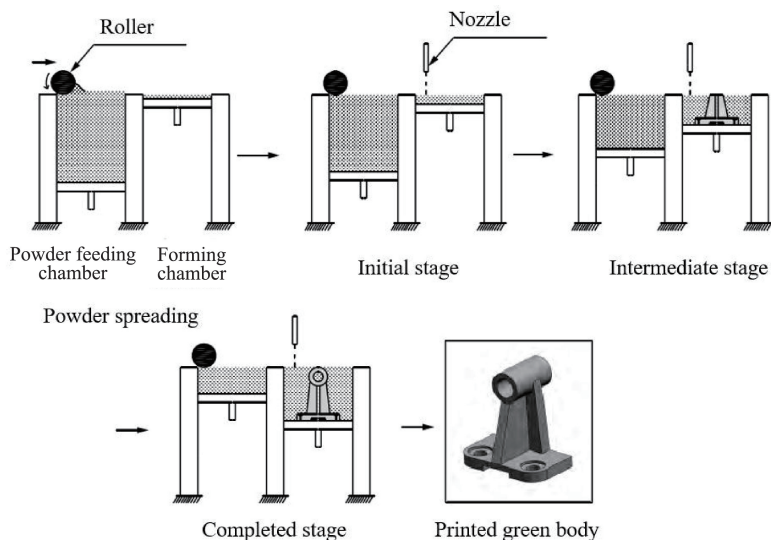 Roller
Nozzle
Powder feeding
chamber
Forming
chamber
Initial stage
Intermediate stage
Powder spreading
Completed stage
Printed green body